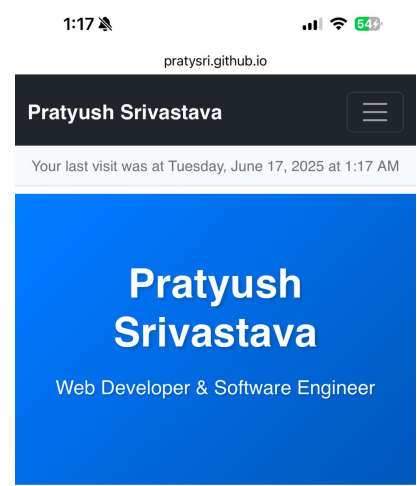 1:17
54
pratysri.github.io
Pratyush Srivastava
Your last visit was at Tuesday, June 17, 2025 at 1:17 AM
Pratyush
Srivastava
Web Developer & Software Engineer